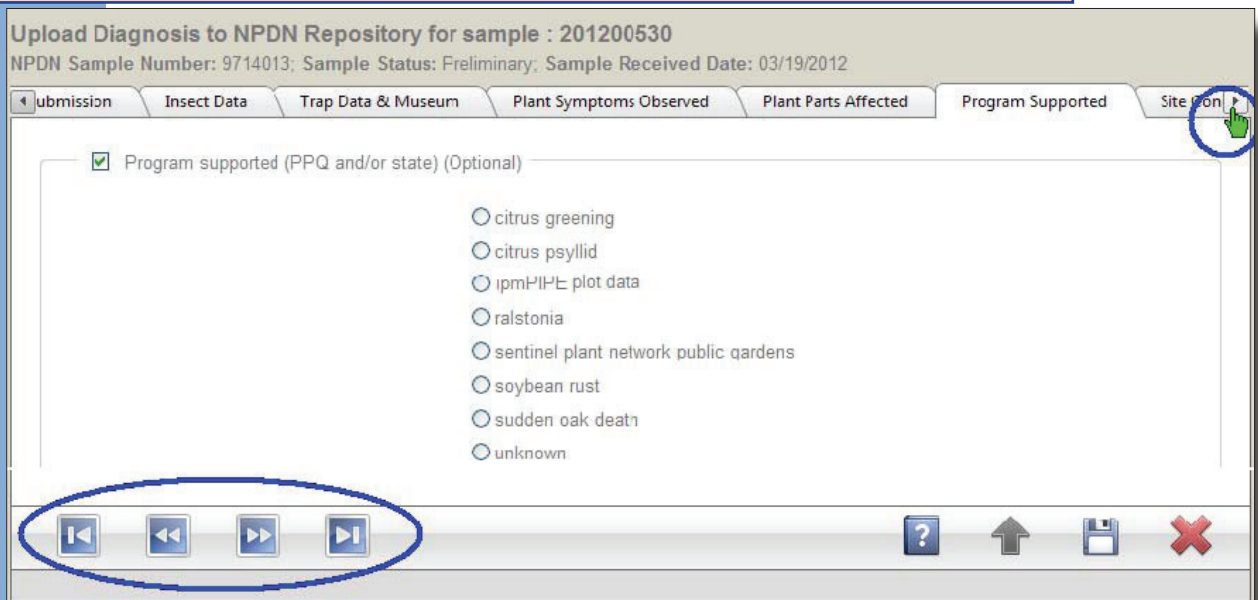 Upload Diagnosis to NPDN Repository for sample : 201200530
NPDN Sample Number: 9714013; Sample Status: Freliminary; Sample Received Date: 03/19/2012
ubmission Insect Data Trap Data & Museum Plant Symptoms Observed Plant Parts Affected Program Supported Site Con
Program supported (PPQ and/or state) (Optional)
citrus greening
citrus psyllid
ipmPIPE plot data
ralstonia
sentinel plant network public gardens
soybean rust
sudden oak death
unknown
?